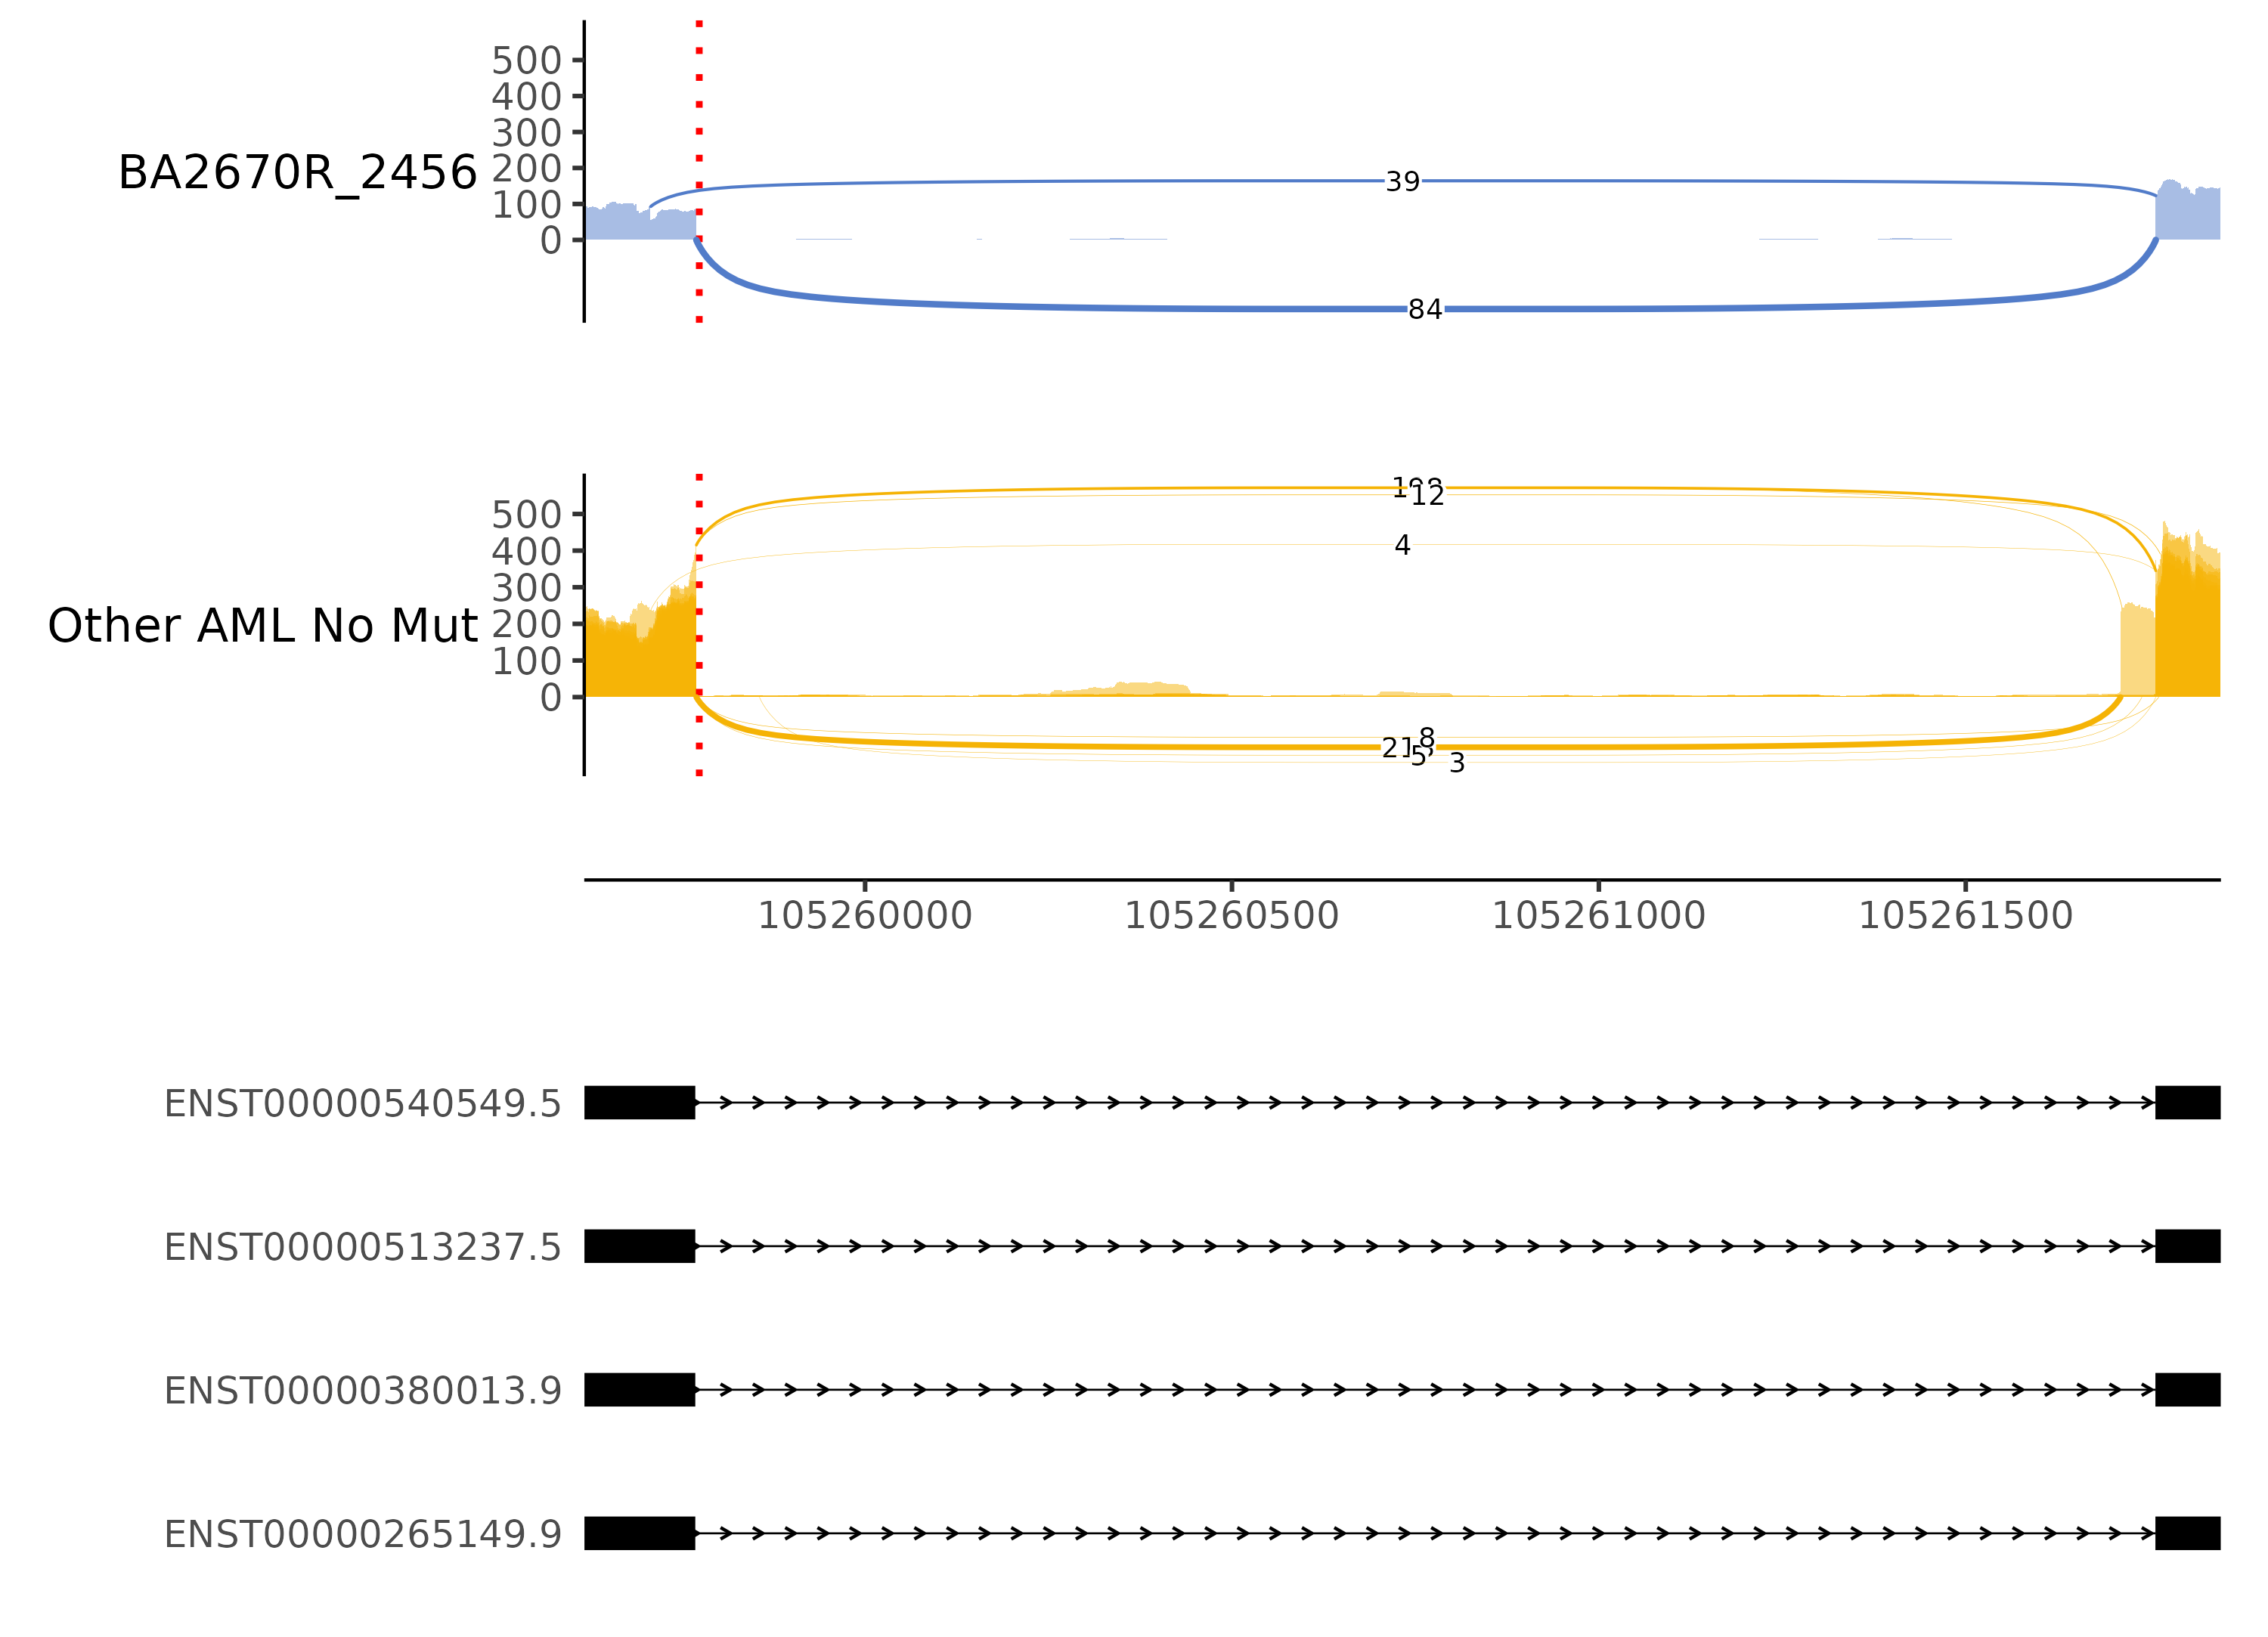 500
400
300
BA2670R_2456 200
100
0
39
84
500
400
300
Other AML No Mut 200
100
0
12
4
8
5
3
105260000 105260500 105261000 105261500
ENST00000540549.5
ENST00000513237.5
ENST00000380013.9
ENST00000265149.9